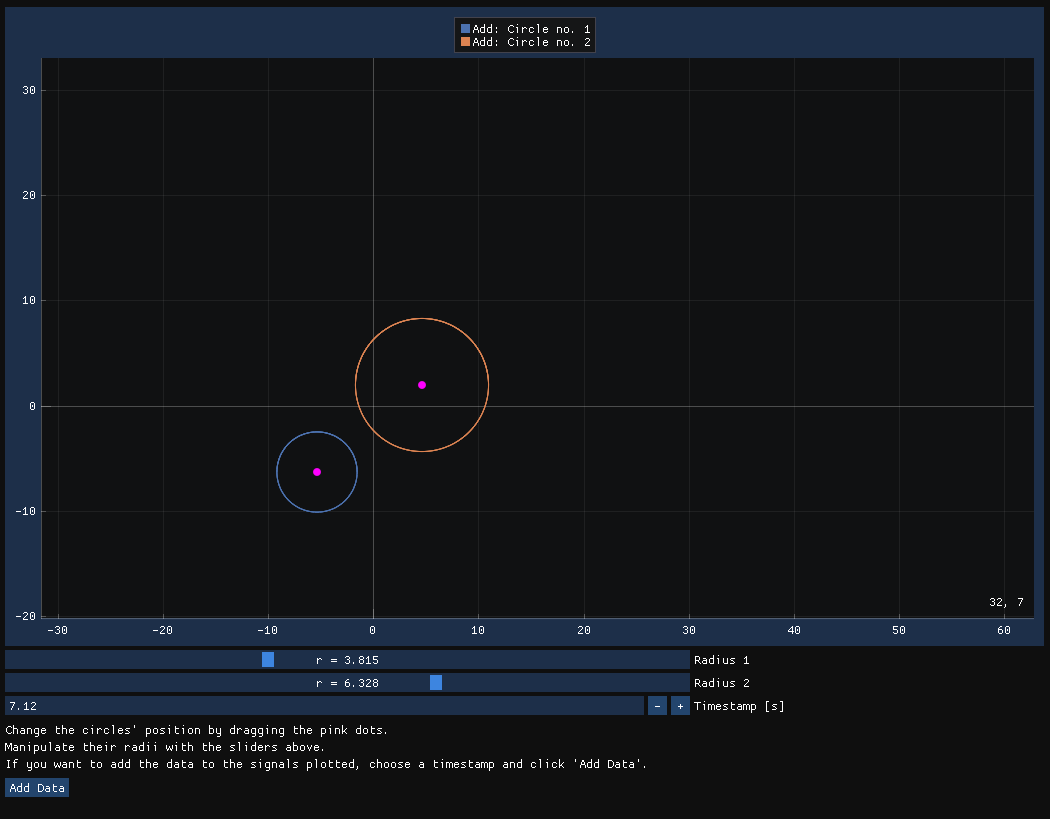 Add: Circle no. 1
Add: Circle no. 2
30
20
10
0
-10
-20
32, 7
-30 -20 -10 0 10 20 30 40 50 60
r = 3.815 Radius 1
r = 6.328 Radius 2
7.12 - + Timestamp [s]
Change the circles' position by dragging the pink dots.
Manipulate their radii with the sliders above.
If you want to add the data to the signals plotted, choose a timestamp and click 'Add Data'.
Add Data